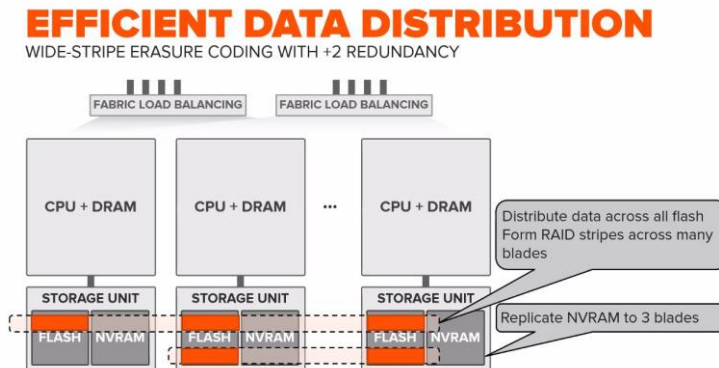 EFFICIENT DATA DISTRIBUTION
WIDE-STRIPE ERASURE CODING WITH +2 REDUNDANCY
FABRIC LOAD BALANCING
FABRIC LOAD BALANCING
CPU + DRAM
CPU + DRAM
...
CPU + DRAM
Distribute data across all flash
Form RAID stripes across many
blades
STORAGE UNIT
STORAGE UNIT
STORAGE UNIT
Replicate NVRAM to 3 blades
FLASH
NVRAM
FLASH
NVRAM
FLASH
NVRAM